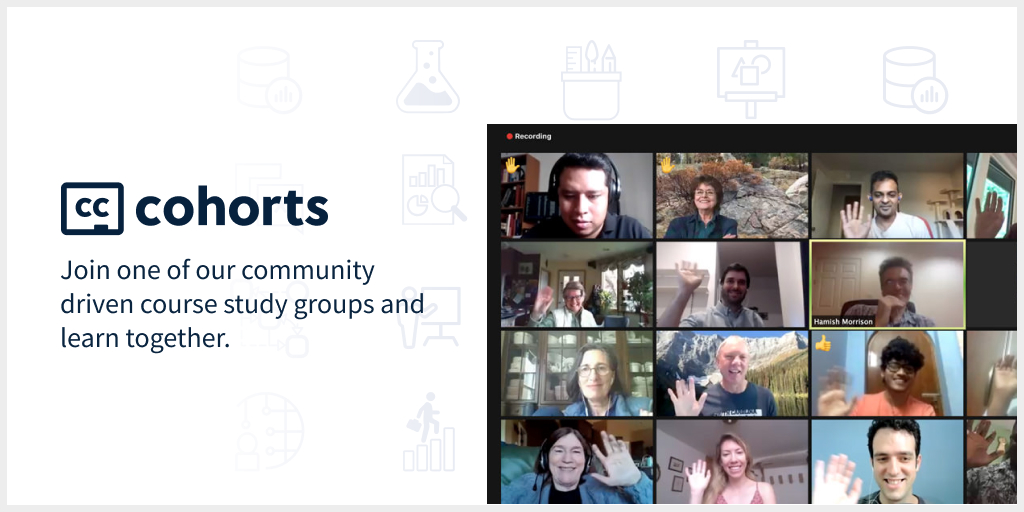 cc cohorts
Join one of our community
driven course study groups and
learn together.
Recording
Hamish Morrison